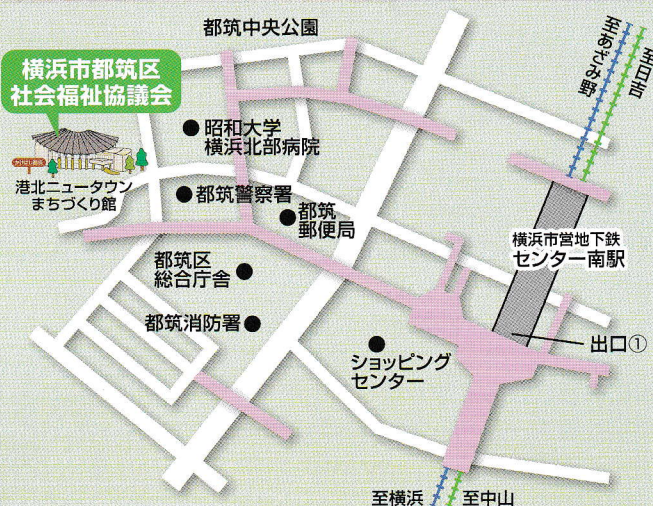 都筑中央公園
至あざみ野
至日吉
横浜市都筑区
社会福祉協議会
昭和大学
横浜北部病院
港北ニュータウン
まちづくり館
都筑警察署
都筑
郵便局
横浜市営地下鉄
センター南駅
都筑区
総合庁舎
都筑消防署
出口①
ショッピング
センター
至横浜
至中山